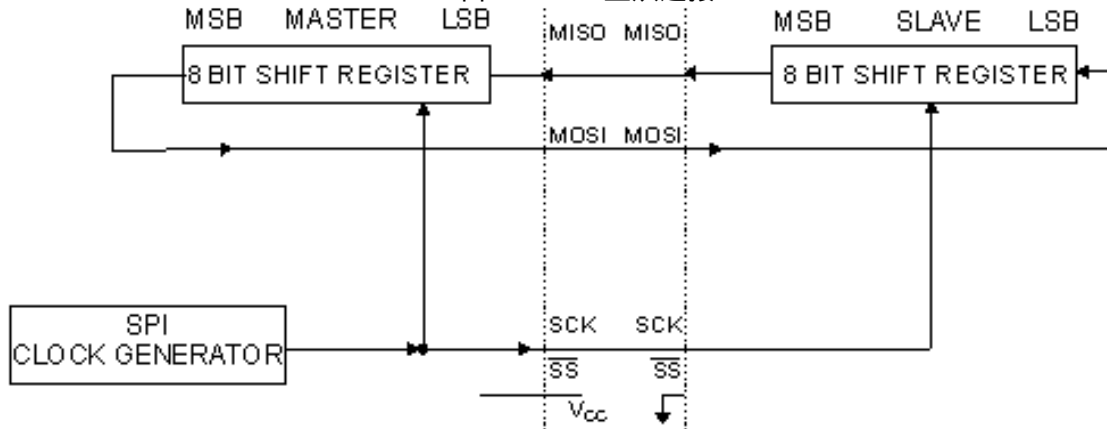 MSB MASTER LSB
MISO MISO
MSB SLAVE LSB
8 BIT SHIFT REGISTER
8 BIT SHIFT REGISTER
MOSI MOSI
SPI
CLOCK GENERATOR
SCK SCK
SS SS
VCC